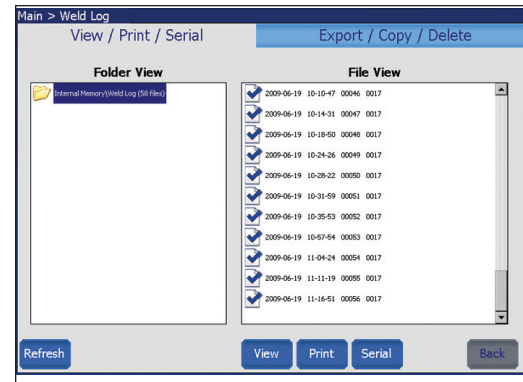 Main > Weld Log
View / Print / Serial
Export / Copy / Delete
Folder View
File View
Internal Memory\Weld Log (58 files)
2009-06-19 10-10-47 00046 0017
2009-06-19 10-14-31 00047 0017
2009-06-19 10-18-50 00048 0017
2009-06-19 10-24-26 00049 0017
2009-06-19 10-28-22 00050 0017
2009-06-19 10-31-59 00051 0017
2009-06-19 10-35-53 00052 0017
2009-06-19 10-57-54 00053 0017
2009-06-19 11-04-24 00054 0017
2009-06-19 11-11-19 00055 0017
2009-06-19 11-16-51 00056 0017
Refresh
View
Print
Serial
Back